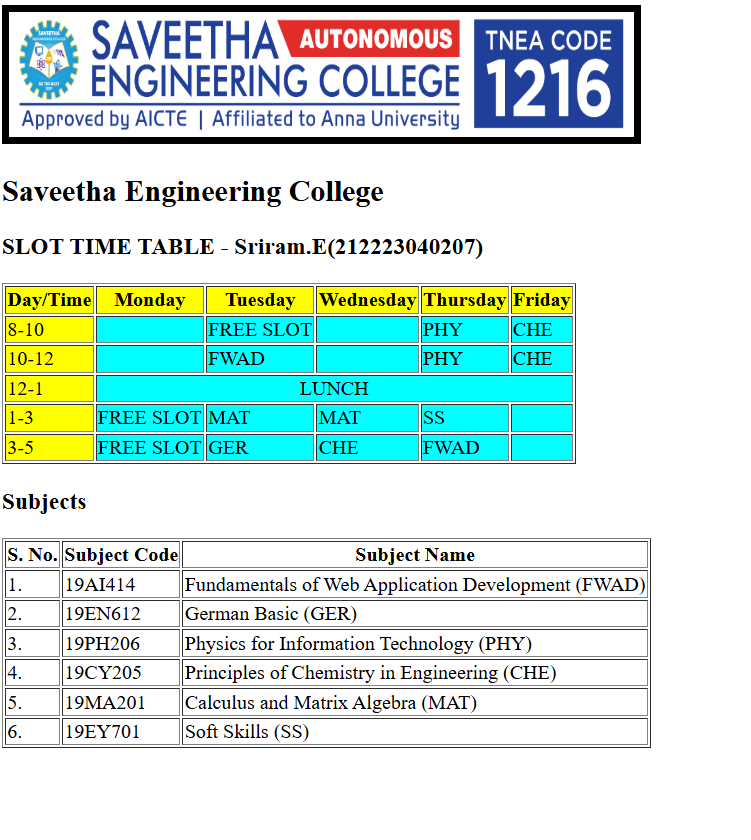 SAVEETHA AUTONOMOUS
ENGINEERING COLLEGE
Approved by AICTE | Affiliated to Anna University
TNEA CODE
1216
Saveetha Engineering College
SLOT TIME TABLE - Sriram.E(212223040207)
Day/Time Monday Tuesday Wednesday Thursday Friday
8-10 FREE SLOT PHY CHE
10-12 FWAD PHY CHE
12-1 LUNCH
1-3 FREE SLOT MAT MAT SS
3-5 FREE SLOT GER CHE FWAD
Subjects
S. No. Subject Code Subject Name
1. 19AI414 Fundamentals of Web Application Development (FWAD)
2. 19EN612 German Basic (GER)
3. 19PH206 Physics for Information Technology (PHY)
4. 19CY205 Principles of Chemistry in Engineering (CHE)
5. 19MA201 Calculus and Matrix Algebra (MAT)
6. 19EY701 Soft Skills (SS)